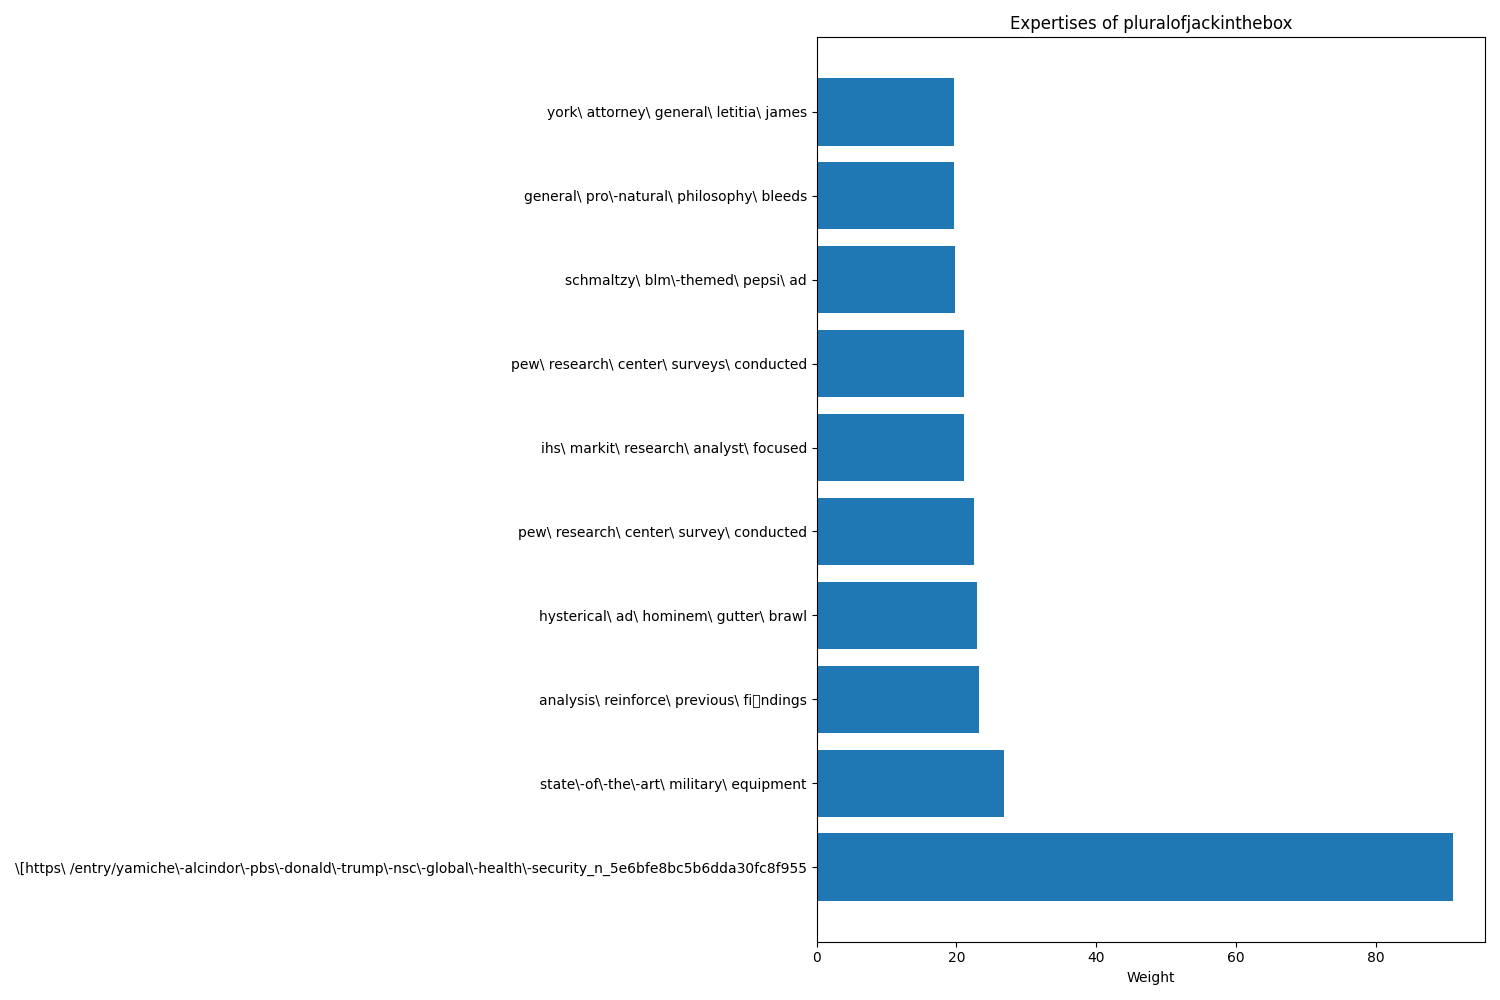 Expertises of pluralofjackinthebox
york\ attorney\ general\ letitia\ james
general\ pro\-natural\ philosophy\ bleeds
schmaltzy\ blm\-themed\ pepsi\ ad
pew\ research\ center\ surveys\ conducted
ihs\ markit\ research\ analyst\ focused
pew\ research\ center\ survey\ conducted
hysterical\ ad\ hominem\ gutter\ brawl
analysis\ reinforce\ previous\ fi▯ndings
state\-of\-the\-art\ military\ equipment
\[https\ /entry/yamiche\-alcindor\-pbs\-donald\-trump\-nsc\-global\-health\-security_n_5e6bfe8bc5b6dda30fc8f955
0 20 40 60 80
Weight